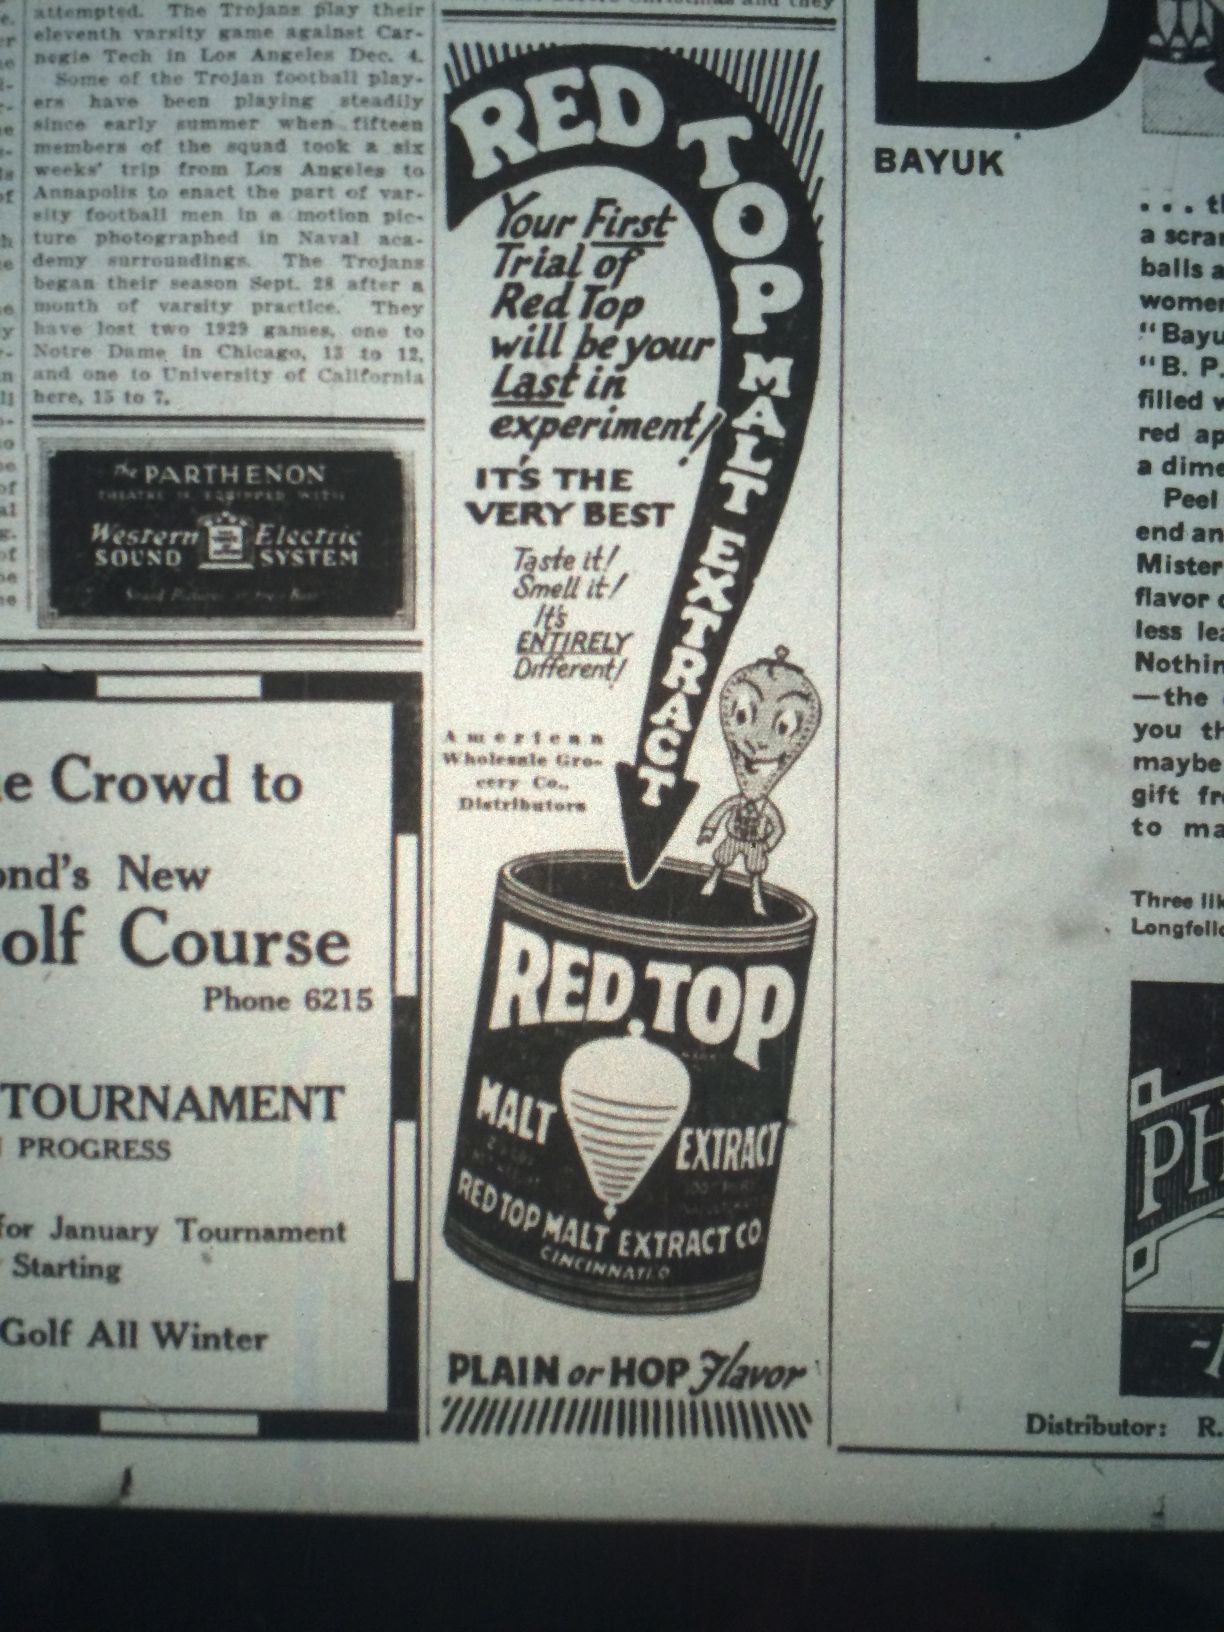 attempted. The Trojans play their
eleventh varsity game against Car-
negie Tech in Los Angeles Dec. 4.
Some of the Trojan football play-
ers have been playing steadily
since early summer when fifteen
members of the squad took a six
weeks' trip from Los Angeles to
Annapolis to enact the part of var-
sity football men in a motion pic-
ture photographed in Naval aca-
demy surroundings. The Trojans
began their season Sept. 28 after a
month of varsity practice. They
have lost two 1929 games, one to
Notre Dame in Chicago, 13 to 12,
and one to University of California
here, 15 to 7.
The PARTHENON
THEATRE IS EQUIPPED WITH
Western Electric
SOUND SYSTEM
e Crowd to
ond's New
olf Course
Phone 6215
TOURNAMENT
PROGRESS
for January Tournament
Starting
Golf All Winter
RED TOP MALT EXTRACT
Your First
Trial of
Red Top
will be your
Last in
experiment!
IT'S THE
VERY BEST
Taste it!
Smell it!
It's
ENTIRELY
Different!
American
Wholesale Gro-
cery Co.,
Distributors
RED TOP
MALT EXTRACT
RED TOP MALT EXTRACT CO.
CINCINNATI, O.
PLAIN or HOP Flavor
BAYUK
. . . th
a scra
balls a
women
"Bayu
"B. P.
filled w
red ap
a dime
Peel
end an
Mister
flavor o
less lea
Nothin
—the
you th
maybe
gift fr
to ma
Three lik
Longfello
PH
Distributor: R.